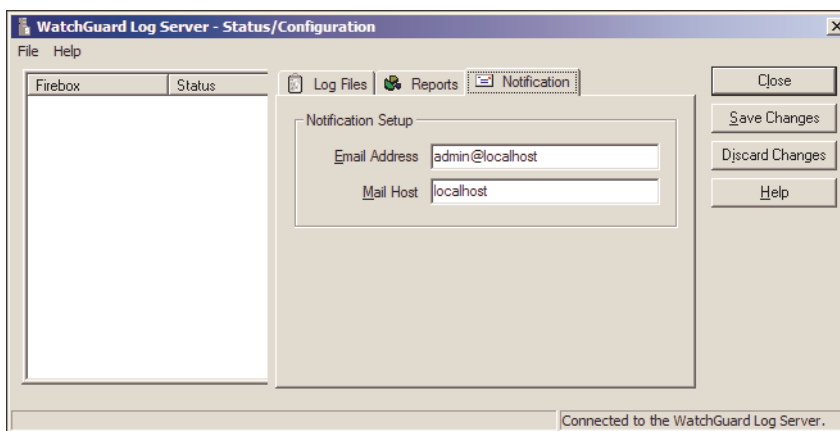 WatchGuard Log Server - Status/Configuration
File Help
Firebox Status
Log Files Reports Notification
Notification Setup
Email Address admin@localhost
Mail Host localhost
Close
Save Changes
Discard Changes
Help
Connected to the WatchGuard Log Server.